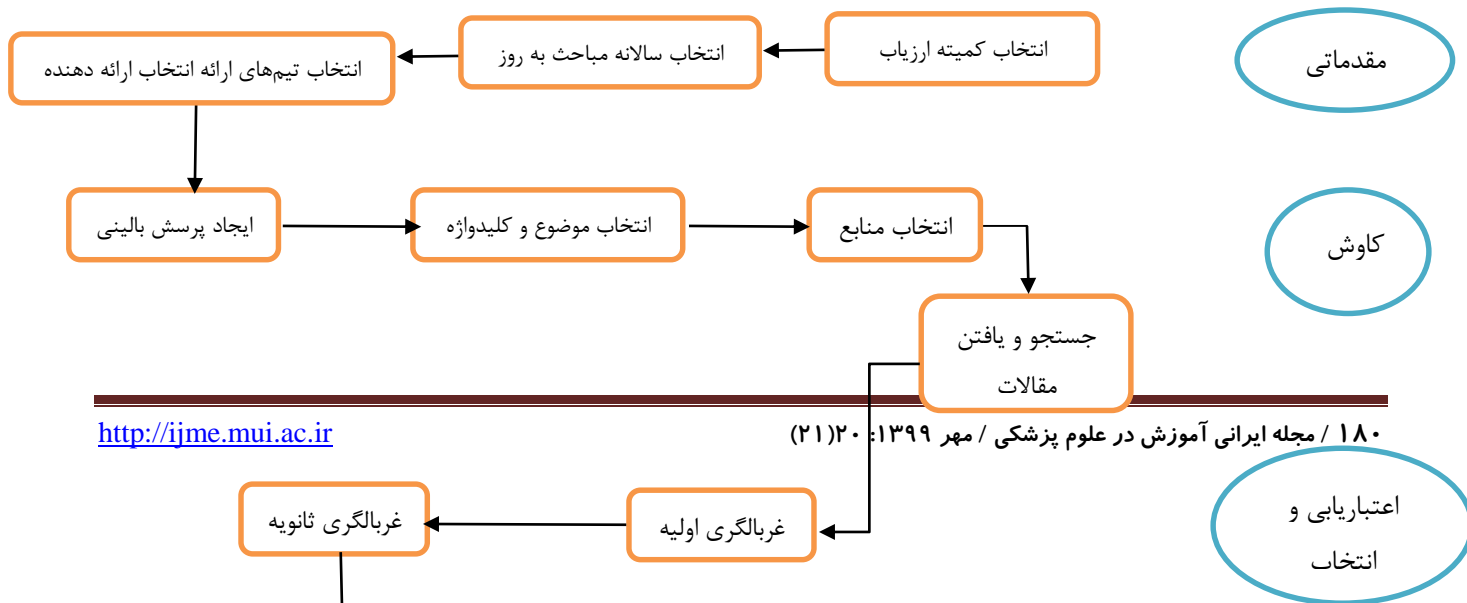 مقدماتی
انتخاب کمیته ارزیاب
انتخاب سالانه مباحث به روز
انتخاب تیم‌های ارائه انتخاب ارائه دهنده
کاوش
ایجاد پرسش بالینی
انتخاب موضوع و کلیدواژه
انتخاب منابع
جستجو و یافتن
مقالات
۱۸۰ / مجله ایرانی آموزش در علوم پزشکی / مهر ۱۳۹۹؛ ۲۰(۲۱)
http://ijme.mui.ac.ir
اعتباریابی و
انتخاب
غربالگری اولیه
غربالگری ثانویه